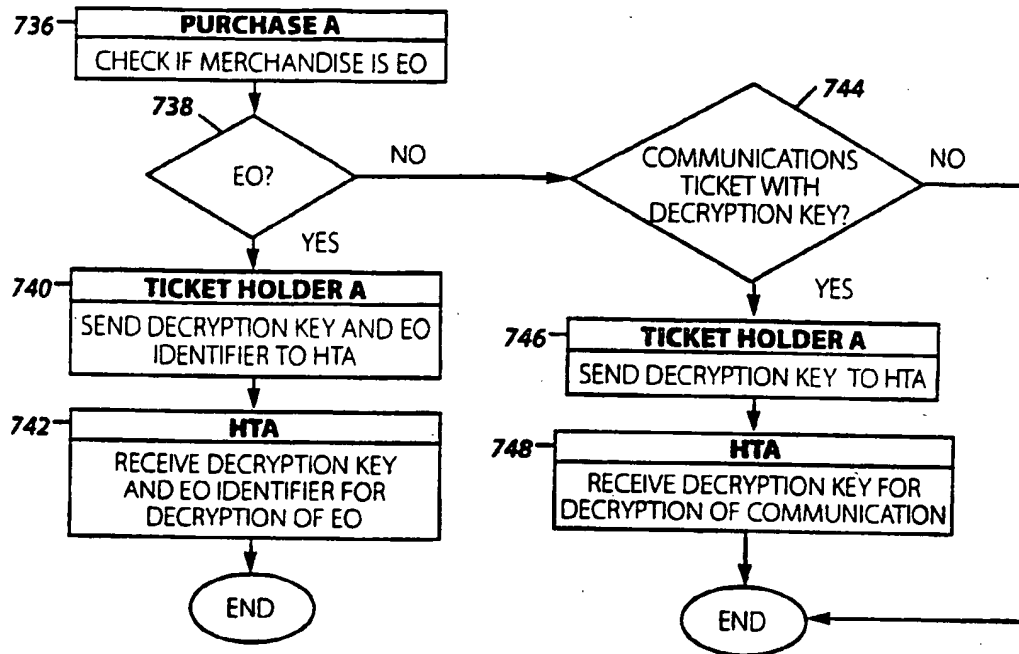 736
PURCHASE A
CHECK IF MERCHANDISE IS EO
738
EO?
NO
YES
740
TICKET HOLDER A
SEND DECRYPTION KEY AND EO
IDENTIFIER TO HTA
742
HTA
RECEIVE DECRYPTION KEY
AND EO IDENTIFIER FOR
DECRYPTION OF EO
END
744
COMMUNICATIONS
TICKET WITH
DECRYPTION KEY?
NO
YES
746
TICKET HOLDER A
SEND DECRYPTION KEY TO HTA
748
HTA
RECEIVE DECRYPTION KEY FOR
DECRYPTION OF COMMUNICATION
END